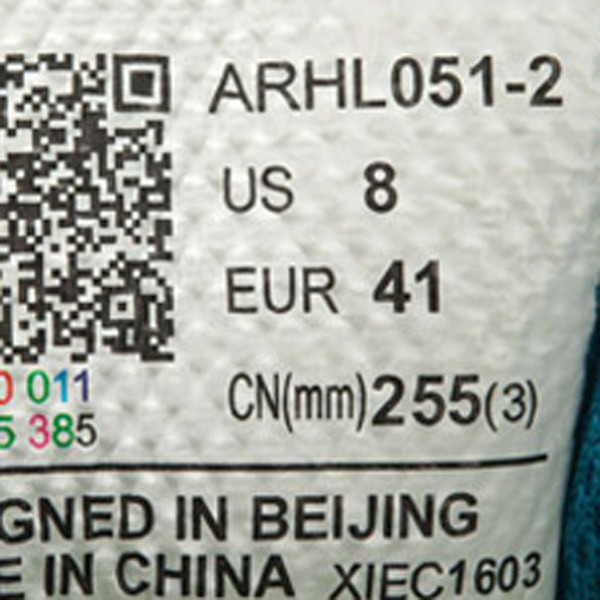 ARHL051-2
US 8
EUR 41
CN(mm)255(3)
0 011
5 385
GNED IN BEIJING
E IN CHINA XIEC1603